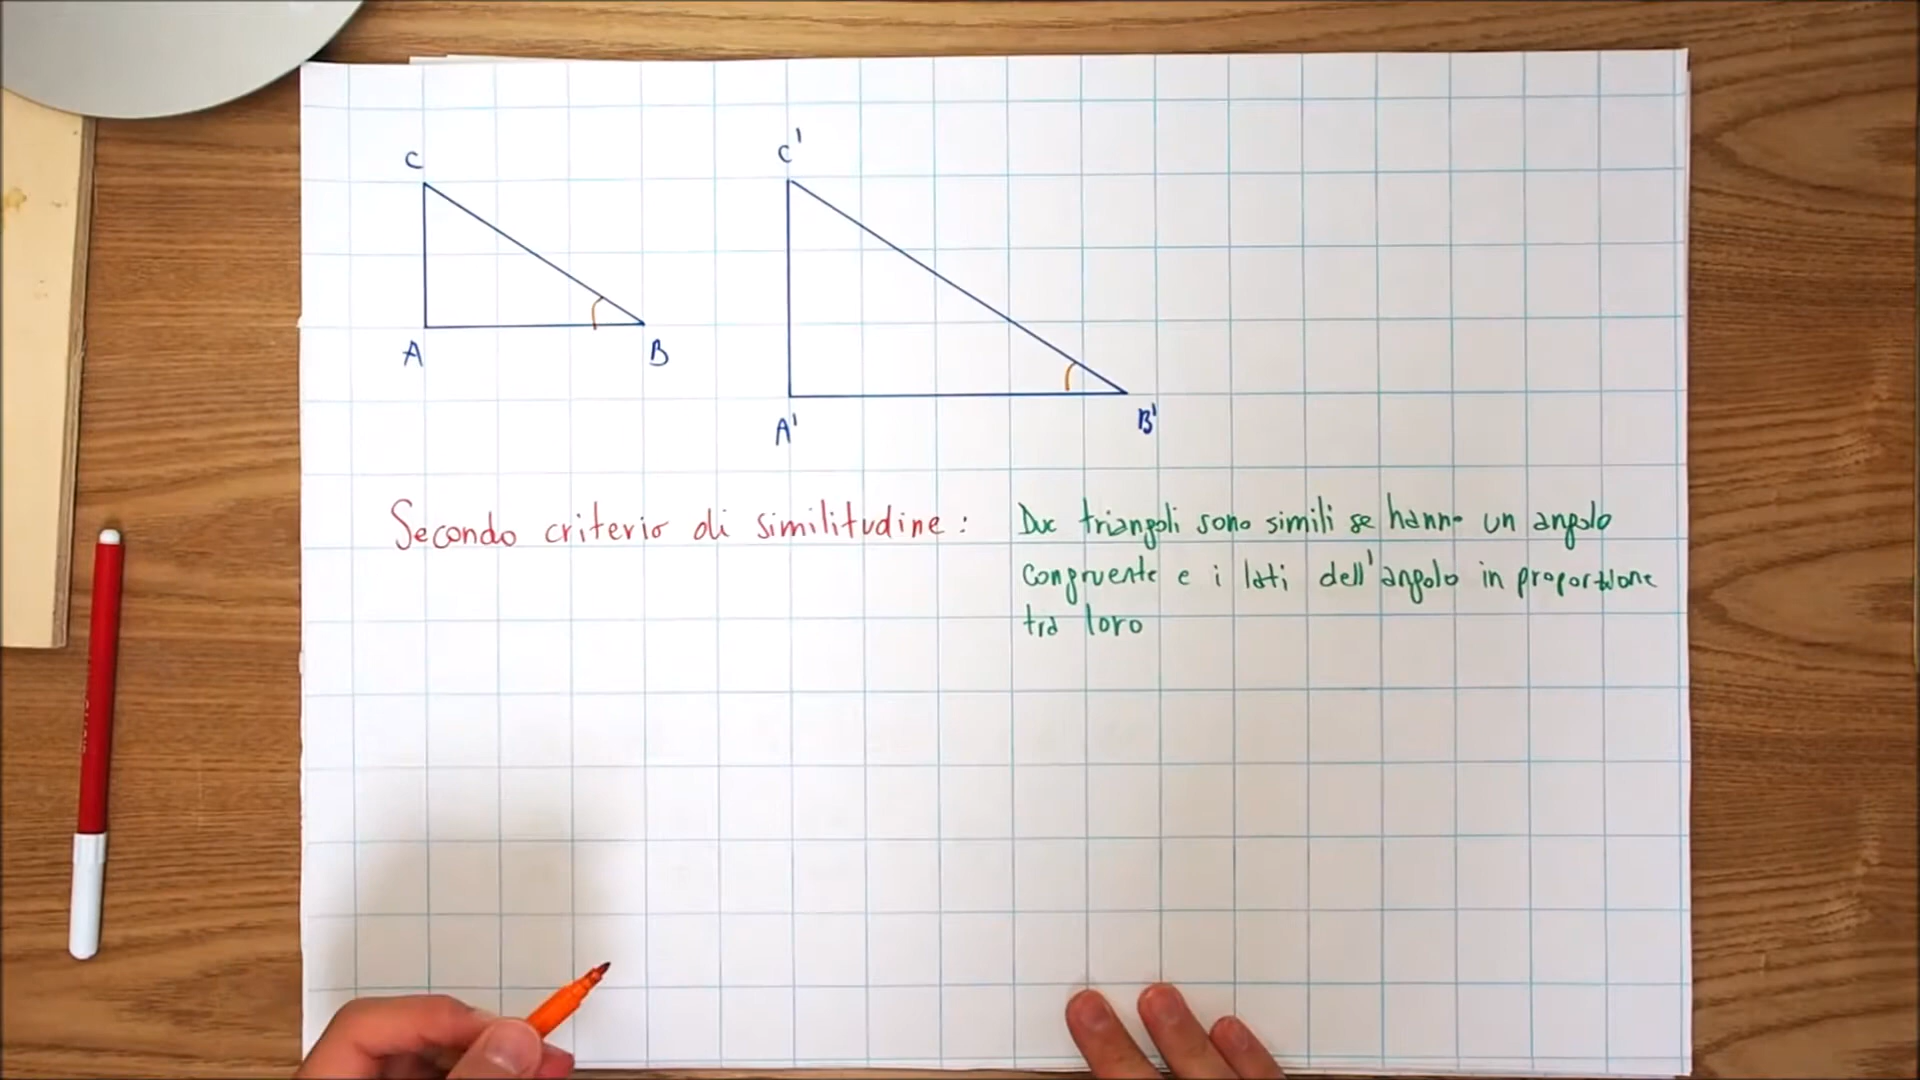 C
C'
A
B
A'
B'
Secondo criterio di similitudine : Due triangoli sono simili se hanno un angolo
congruente e i lati dell'angolo in proporzione
tra loro